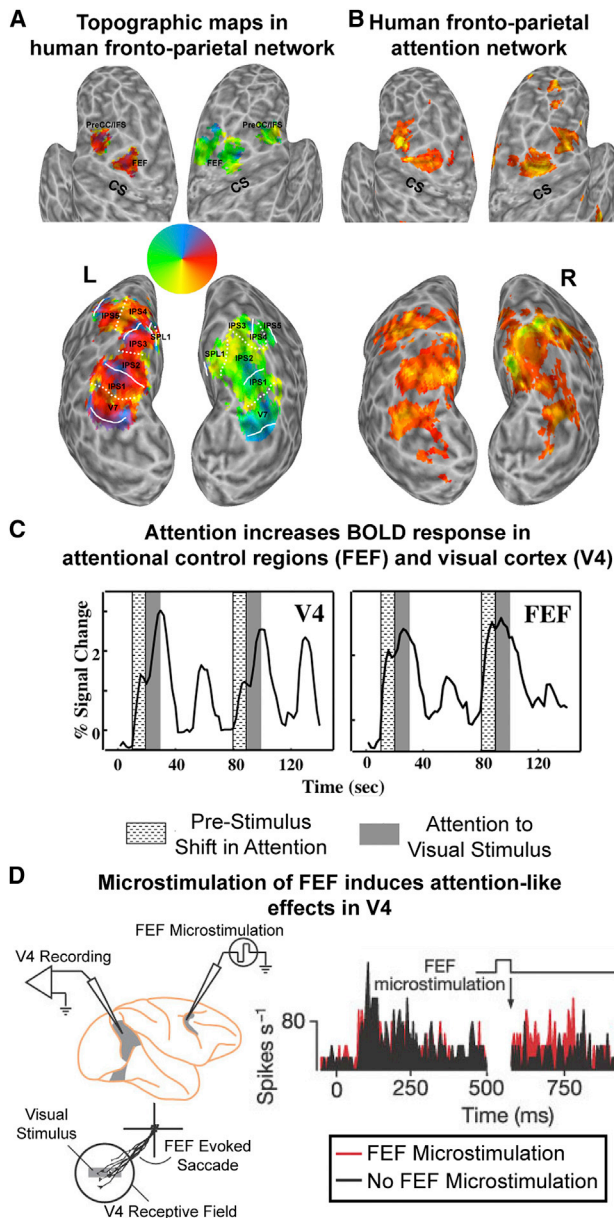 A
Topographic maps in
human fronto-parietal network
B
Human fronto-parietal
attention network
PreCC/IFS
FEF
CS
PreCC/IFS
FEF
CS
CS
CS
L
R
IPS5
IPS4
SPL1
IPS3
IPS2
IPS1
V7
IPS3
IPS5
IPS4
SPL1
IPS2
IPS1
V7
C
Attention increases BOLD response in
attentional control regions (FEF) and visual cortex (V4)
% Signal Change
2
0
V4
FEF
0
40
80
120
0
40
80
120
Time (sec)
Pre-Stimulus
Shift in Attention
Attention to
Visual Stimulus
D
Microstimulation of FEF induces attention-like
effects in V4
FEF Microstimulation
V4 Recording
Visual
Stimulus
FEF Evoked
Saccade
V4 Receptive Field
FEF
microstimulation
80
Spikes s⁻¹
0
250
500
750
Time (ms)
FEF Microstimulation
No FEF Microstimulation